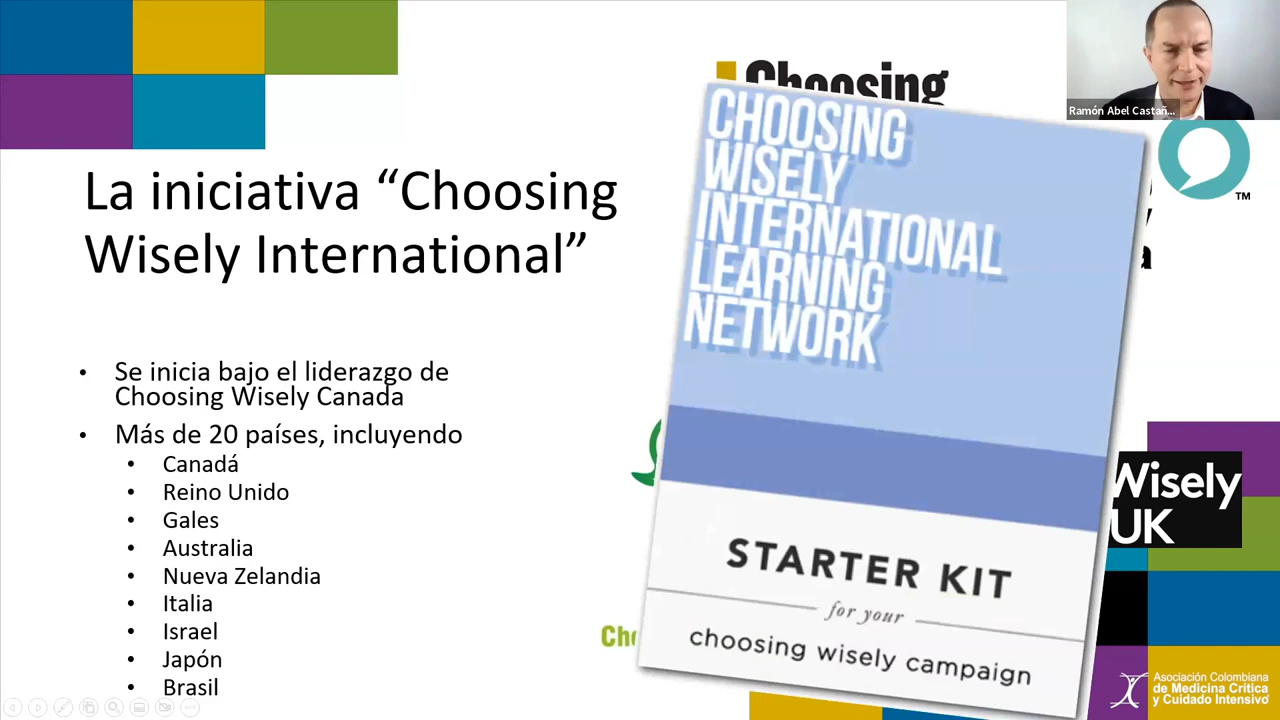 La iniciativa “Choosing
Wisely International”
• Se inicia bajo el liderazgo de
Choosing Wisely Canada
• Más de 20 países, incluyendo
• Canadá
• Reino Unido
• Gales
• Australia
• Nueva Zelandia
• Italia
• Israel
• Japón
• Brasil
Choosing
CHOOSING
WISELY
INTERNATIONAL
LEARNING
NETWORK
STARTER KIT
for your
choosing wisely campaign
Ramón Abel Castañ...
TM
Wisely
UK
Asociación Colombiana
de Medicina Crítica
y Cuidado Intensivo